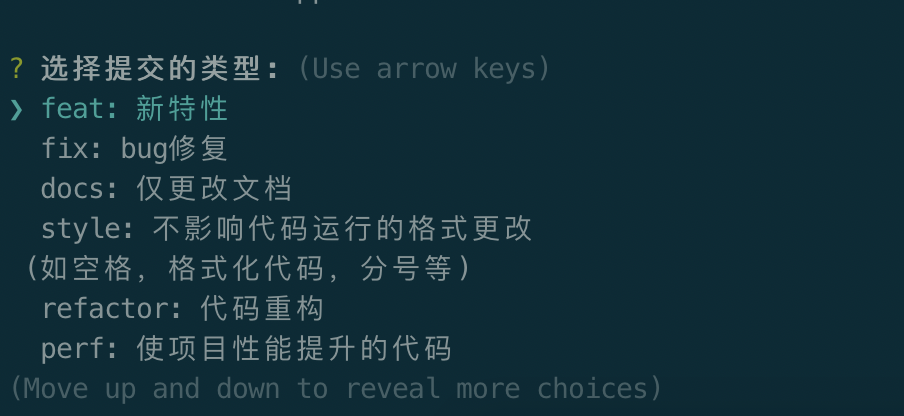 ? 选择提交的类型: (Use arrow keys)
❯ feat: 新特性
fix: bug修复
docs: 仅更改文档
style: 不影响代码运行的格式更改
(如空格, 格式化代码, 分号等)
refactor: 代码重构
perf: 使项目性能提升的代码
(Move up and down to reveal more choices)